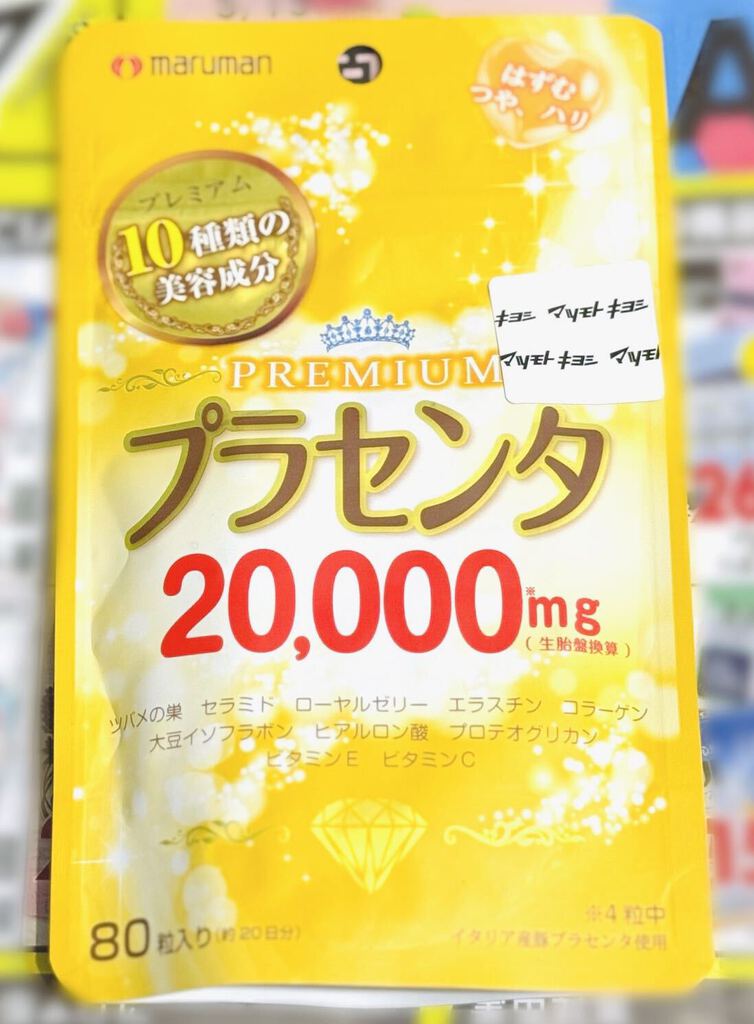 maruman
はずむ
つや、ハリ
プレミアム
10種類の
美容成分
キヨシ マツモトキヨシ
マツモトキヨシ マツモ
PREMIUM
プラセンタ
20,000mg
※
(生胎盤換算)
ツバメの巣 セラミド ローヤルゼリー エラスチン コラーゲン
大豆イソフラボン ヒアルロン酸 プロテオグリカン
ビタミンE ビタミンC
80粒入り(約20日分)
※4粒中
イタリア産豚プラセンタ使用